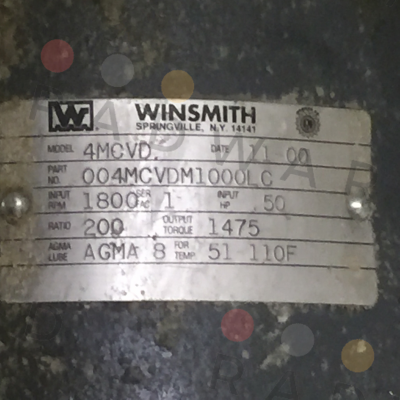 W WINSMITH
SPRINGVILLE, N.Y. 14141
MODEL 4MCVD. DATE 11 00
PART NO. 004MCVDM1000LC
INPUT RPM 1800 SER FAC 1 INPUT HP .50
RATIO 200 OUTPUT TORQUE 1475
AGMA LUBE AGMA 8 FOR TEMP 51 110F